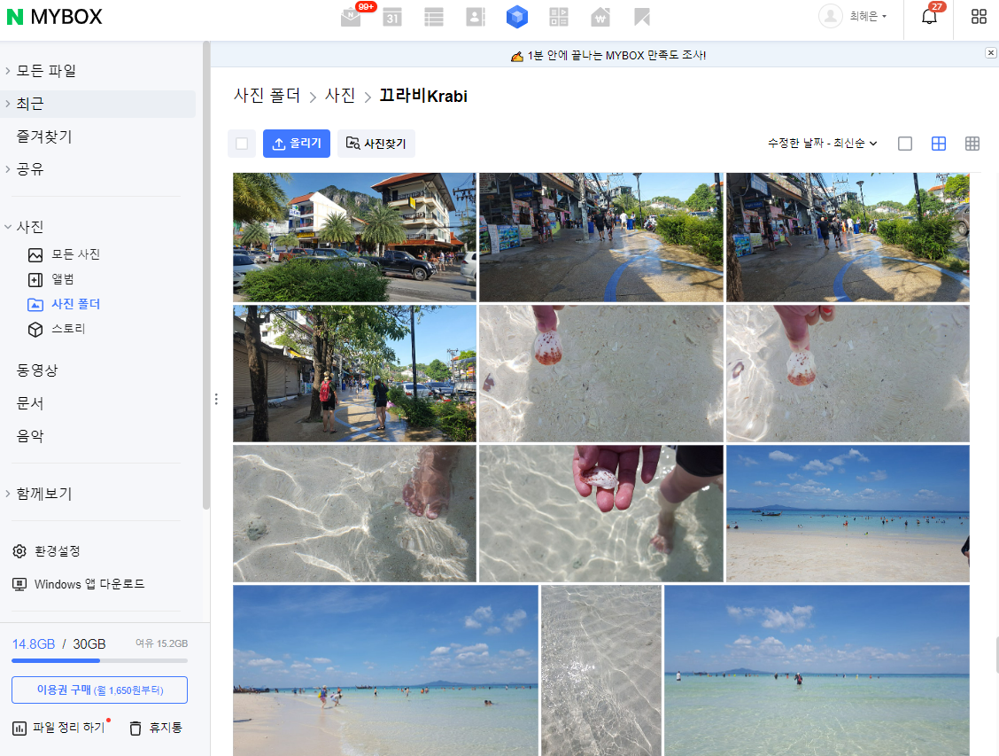 N MYBOX
99+
31
₩
최혜은
27
1분 안에 끝나는 MYBOX 만족도 조사!
모든 파일
최근
즐겨찾기
공유
사진
모든 사진
앨범
사진 폴더
스토리
동영상
문서
음악
함께보기
환경설정
Windows 앱 다운로드
14.8GB / 30GB 여유 15.2GB
이용권 구매 (월 1,650원부터)
파일 정리 하기 휴지통
사진 폴더 > 사진 > 끄라비Krabi
올리기 사진찾기 수정한 날짜 - 최신순